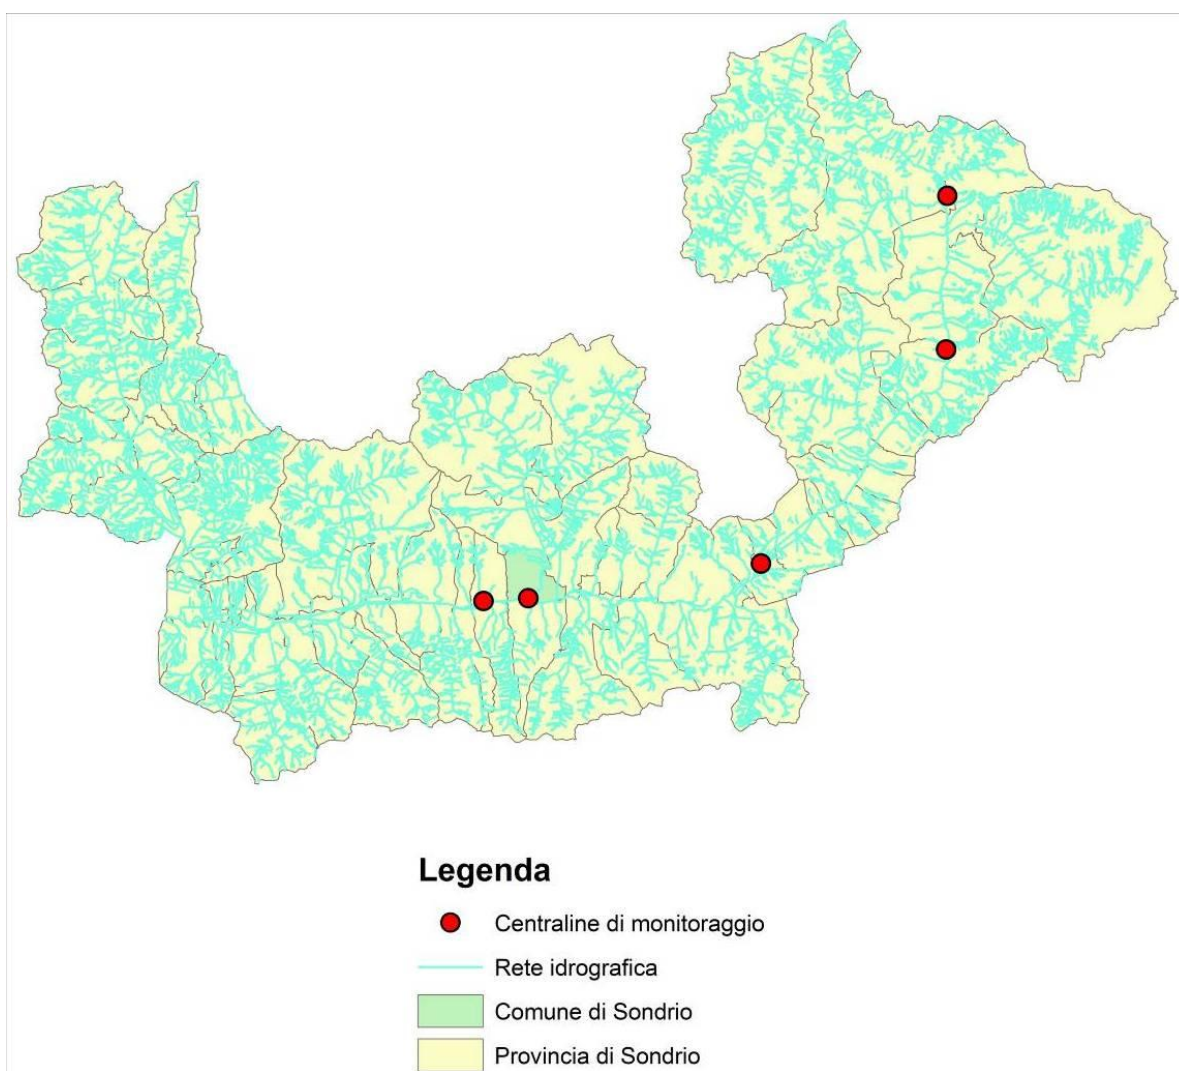 Legenda
Centraline di monitoraggio
Rete idrografica
Comune di Sondrio
Provincia di Sondrio